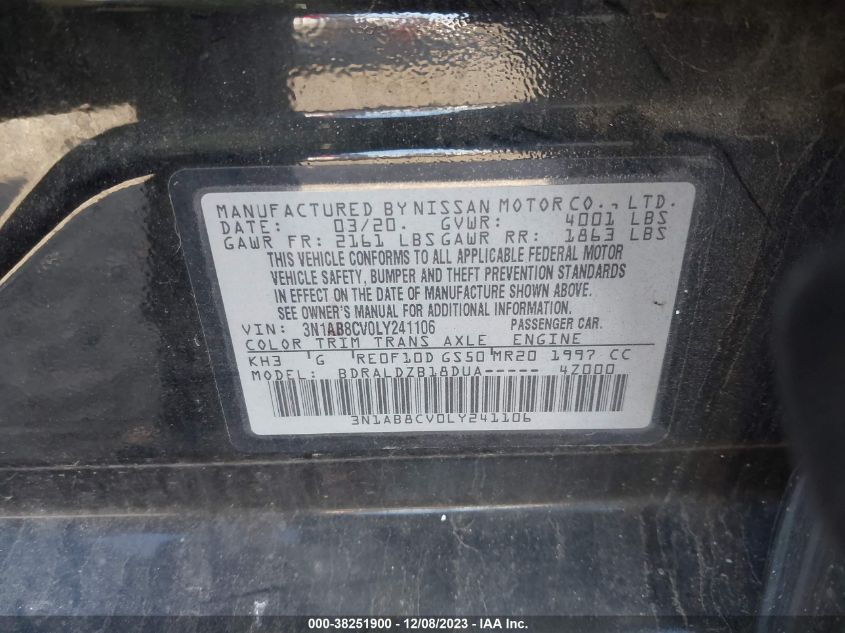 MANUFACTURED BY NISSAN MOTOR CO., LTD.
DATE: 03/20. GVWR: 4001 LBS
GAWR FR: 2161 LBS GAWR RR: 1863 LBS
THIS VEHICLE CONFORMS TO ALL APPLICABLE FEDERAL MOTOR
VEHICLE SAFETY, BUMPER AND THEFT PREVENTION STANDARDS
IN EFFECT ON THE DATE OF MANUFACTURE SHOWN ABOVE.
SEE OWNER'S MANUAL FOR ADDITIONAL INFORMATION.
VIN: 3N1AB8CV0LY241106 PASSENGER CAR.
COLOR TRIM TRANS AXLE ENGINE
KH3 G RE0F10D GS50 MR20 1997 CC
MODEL: BDRALDZB18DUA----- 4Z000
3N1AB8CV0LY241106
000-38251900 - 12/08/2023 - IAA Inc.